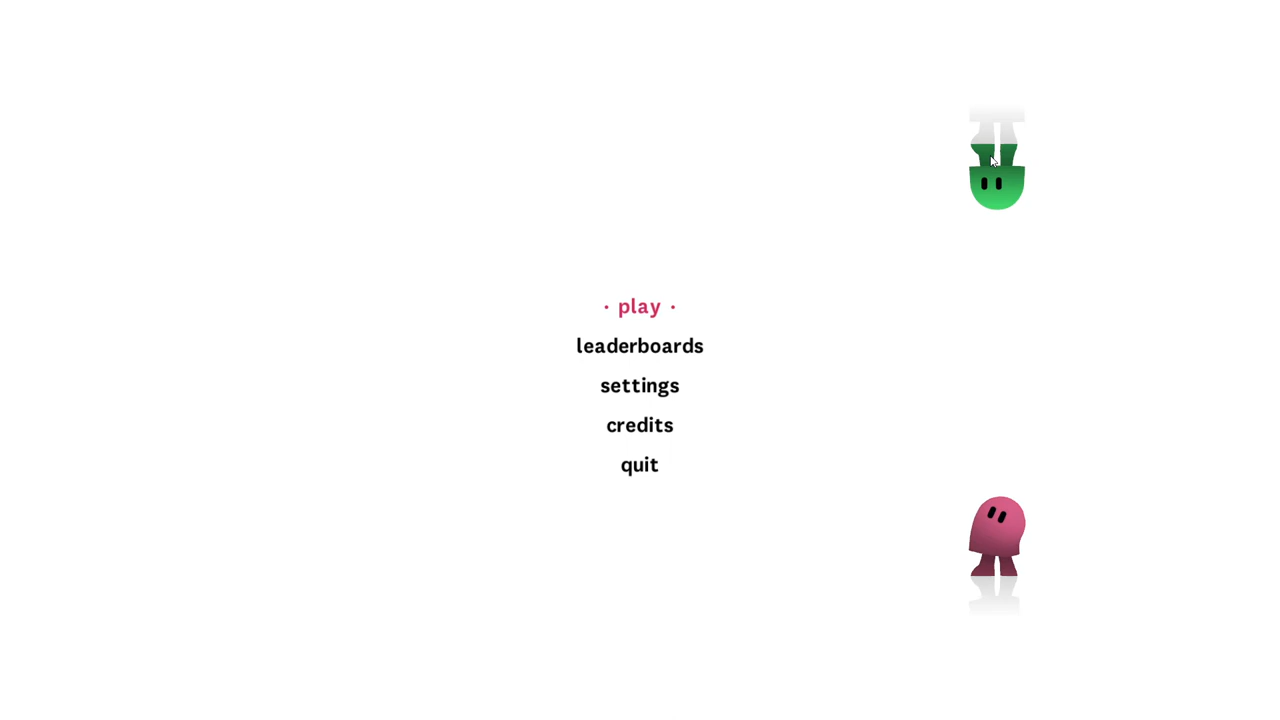 · play ·
leaderboards
settings
credits
quit